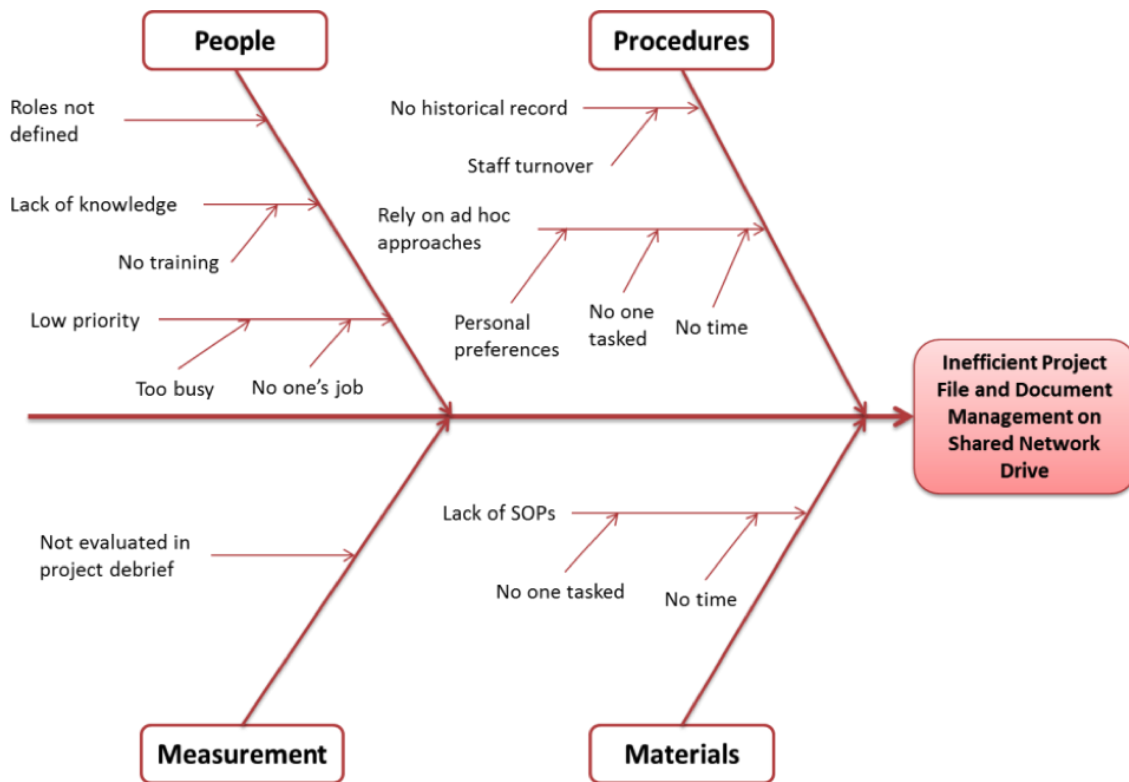 People
Procedures
Roles not
defined
No historical record
Staff turnover
Lack of knowledge
No training
Rely on ad hoc
approaches
Personal
preferences
No one
tasked
No time
Low priority
Too busy
No one’s job
Inefficient Project
File and Document
Management on
Shared Network
Drive
Not evaluated in
project debrief
Lack of SOPs
No one tasked
No time
Measurement
Materials